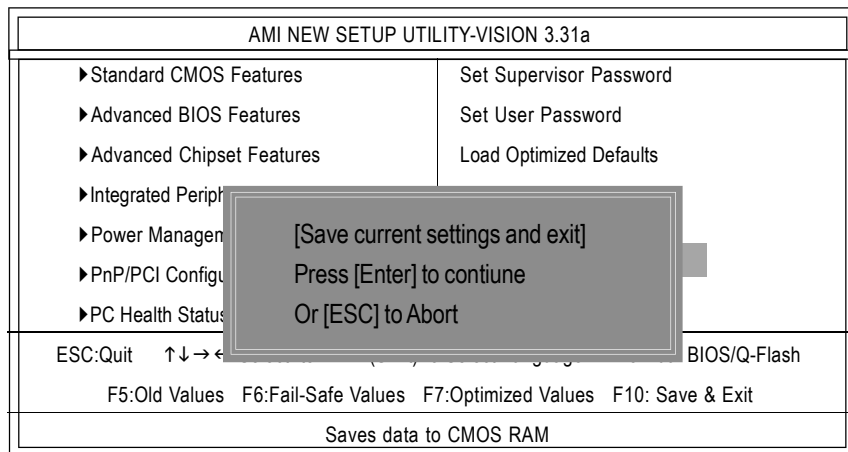 AMI NEW SETUP UTILITY-VISION 3.31a
▶Standard CMOS Features
▶Advanced BIOS Features
▶Advanced Chipset Features
▶Integrated Periph
▶Power Managem
▶PnP/PCI Configu
▶PC Health Status
Set Supervisor Password
Set User Password
Load Optimized Defaults
[Save current settings and exit]
Press [Enter] to contiune
Or [ESC] to Abort
ESC:Quit ↑↓→← BIOS/Q-Flash
F5:Old Values F6:Fail-Safe Values F7:Optimized Values F10: Save & Exit
Saves data to CMOS RAM